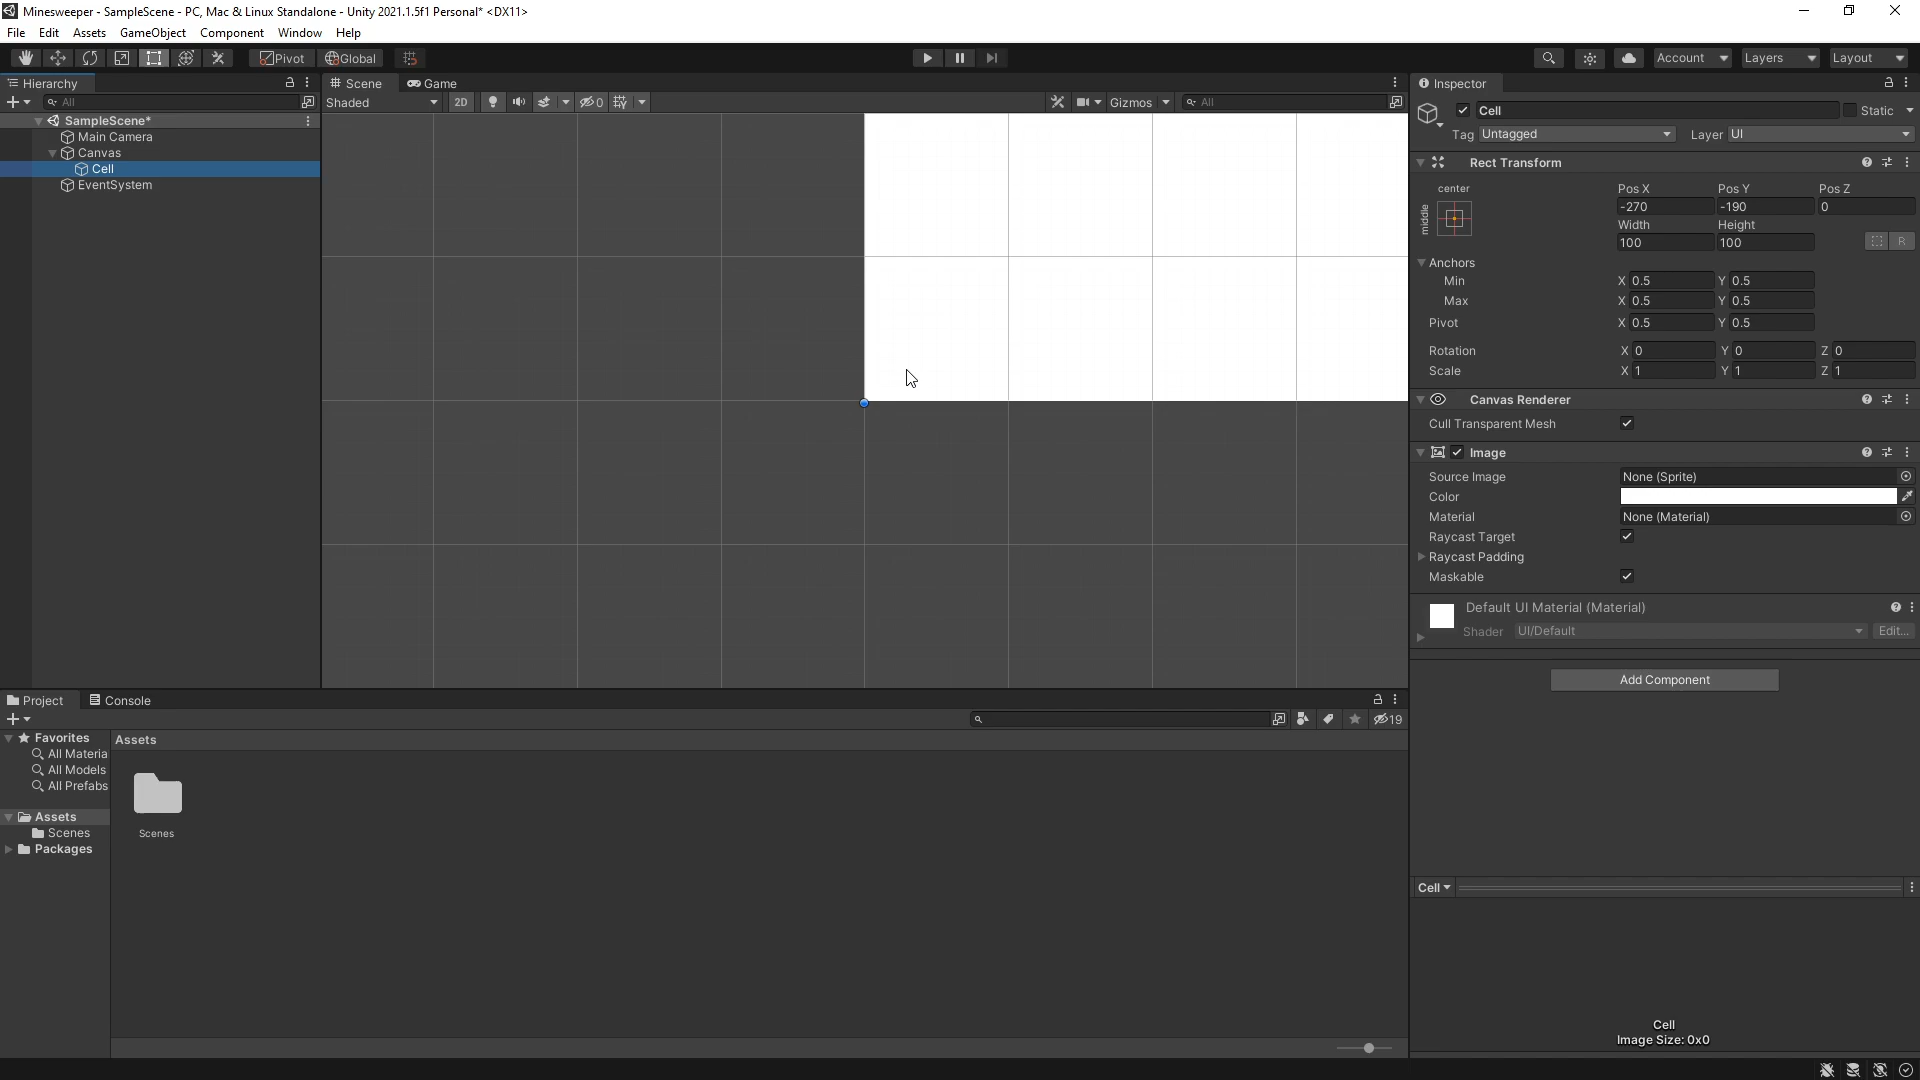 Minesweeper - SampleScene - PC, Mac & Linux Standalone - Unity 2021.1.5f1 Personal* <DX11>
File Edit Assets GameObject Component Window Help
Pivot Global Account Layers Layout
Hierarchy
All
SampleScene*
Main Camera
Canvas
Cell
EventSystem
Scene Game
Shaded 2D 0 Gizmos All
Inspector
Cell Static
Tag Untagged Layer UI
Rect Transform
center
middle
Pos X Pos Y Pos Z
-270 -190 0
Width Height
100 100 R
Anchors
Min X 0.5 Y 0.5
Max X 0.5 Y 0.5
Pivot X 0.5 Y 0.5
Rotation X 0 Y 0 Z 0
Scale X 1 Y 1 Z 1
Canvas Renderer
Cull Transparent Mesh
Image
Source Image None (Sprite)
Color
Material None (Material)
Raycast Target
Raycast Padding
Maskable
Default UI Material (Material)
Shader UI/Default Edit...
Add Component
Cell
Cell
Image Size: 0x0
Project Console
19
Favorites
All Materia
All Models
All Prefabs
Assets
Scenes
Packages
Assets
Scenes